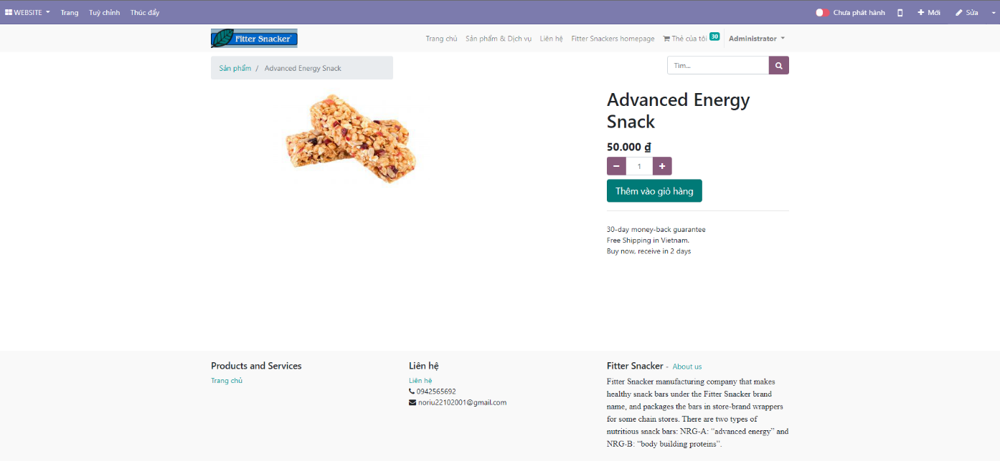 WEBSITE Trang Tuỳ chỉnh Thúc đẩy Chưa phát hành Mới Sửa
Fitter Snacker Trang chủ Sản phẩm & Dịch vụ Liên hệ Fitter Snackers homepage Thẻ của tôi 30 Administrator
Sản phẩm / Advanced Energy Snack Tìm...
Advanced Energy
Snack
50.000 ₫
1
Thêm vào giỏ hàng
30-day money-back guarantee
Free Shipping in Vietnam.
Buy now, receive in 2 days
Products and Services
Trang chủ
Liên hệ
Liên hệ
0942565692
noriu22102001@gmail.com
Fitter Snacker - About us
Fitter Snacker manufacturing company that makes
healthy snack bars under the Fitter Snacker brand
name, and packages the bars in store-brand wrappers
for some chain stores. There are two types of
nutritious snack bars: NRG-A: “advanced energy” and
NRG-B: “body building proteins”.